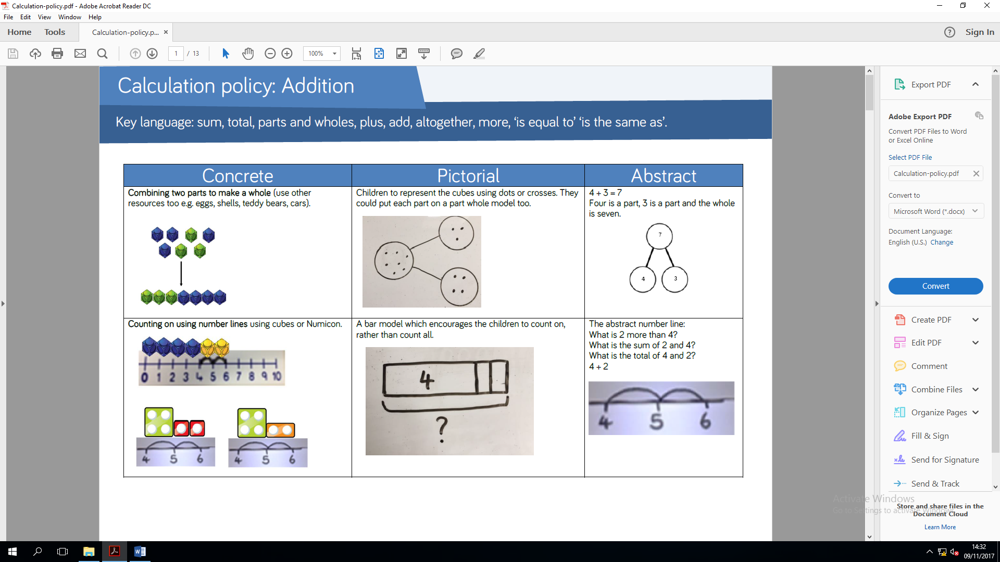 Calculation-policy.pdf - Adobe Acrobat Reader DC
File Edit View Window Help
Home Tools Calculation-policy.p... × ? Sign In
1 / 13 100%
Calculation policy: Addition
Key language: sum, total, parts and wholes, plus, add, altogether, more, ‘is equal to’ ‘is the same as’.
Concrete Pictorial Abstract
Combining two parts to make a whole (use other
resources too e.g. eggs, shells, teddy bears, cars).
Children to represent the cubes using dots or crosses. They
could put each part on a part whole model too.
4 + 3 = 7
Four is a part, 3 is a part and the whole
is seven.
7
4 3
Counting on using number lines using cubes or Numicon.
0 1 2 3 4 5 6 7 8 9 10
4 5 6
4 5 6
A bar model which encourages the children to count on,
rather than count all.
4
?
The abstract number line:
What is 2 more than 4?
What is the sum of 2 and 4?
What is the total of 4 and 2?
4 + 2
4 5 6
Export PDF
Adobe Export PDF
Convert PDF Files to Word
or Excel Online
Select PDF File
Calculation-policy.pdf
Convert to
Microsoft Word (*.docx)
Document Language:
English (U.S.) Change
Convert
Create PDF
Edit PDF
Comment
Combine Files
Organize Pages
Fill & Sign
Send for Signature
Send & Track
Activate Windows
Go to Settings to activate Windows.
Store and share files in the
Document Cloud
Learn More
14:32
09/11/2017